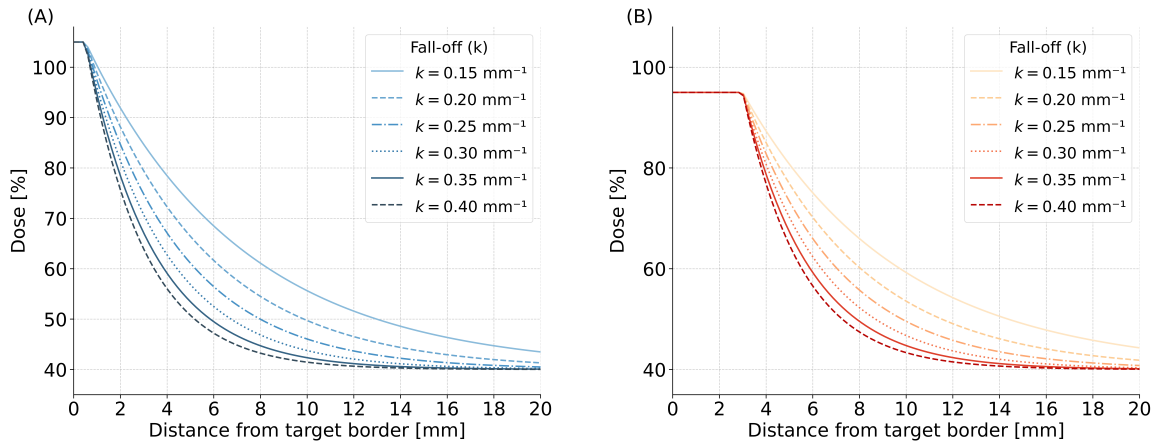 (A)
Fall-off (k)
k = 0.15 mm⁻¹
k = 0.20 mm⁻¹
k = 0.25 mm⁻¹
k = 0.30 mm⁻¹
k = 0.35 mm⁻¹
k = 0.40 mm⁻¹
Dose [%]
100
90
80
70
60
50
40
0 2 4 6 8 10 12 14 16 18 20
Distance from target border [mm]
(B)
Fall-off (k)
k = 0.15 mm⁻¹
k = 0.20 mm⁻¹
k = 0.25 mm⁻¹
k = 0.30 mm⁻¹
k = 0.35 mm⁻¹
k = 0.40 mm⁻¹
Dose [%]
100
90
80
70
60
50
40
0 2 4 6 8 10 12 14 16 18 20
Distance from target border [mm]